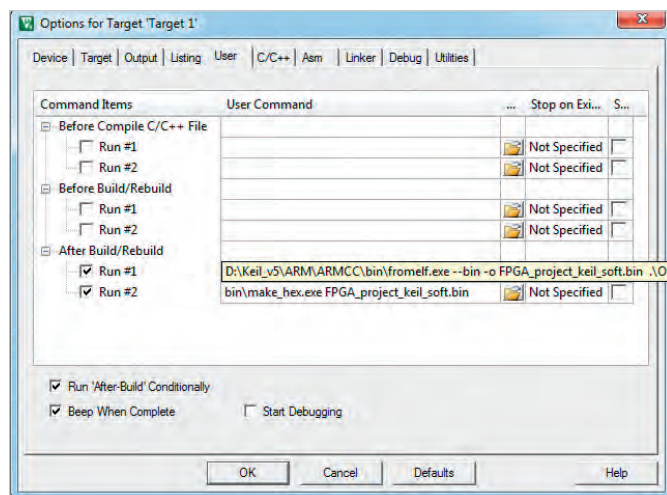 Options for Target 'Target 1'
Device Target Output Listing User C/C++ Asm Linker Debug Utilities
Command Items User Command ... Stop on Exi... S...
Before Compile C/C++ File
Run #1 Not Specified
Run #2 Not Specified
Before Build/Rebuild
Run #1 Not Specified
Run #2 Not Specified
After Build/Rebuild
Run #1 D:\Keil_v5\ARM\ARMCC\bin\fromelf.exe --bin -o FPGA_project_keil_soft.bin .\O
Run #2 bin\make_hex.exe FPGA_project_keil_soft.bin Not Specified
Run 'After-Build' Conditionally
Beep When Complete Start Debugging
OK Cancel Defaults Help